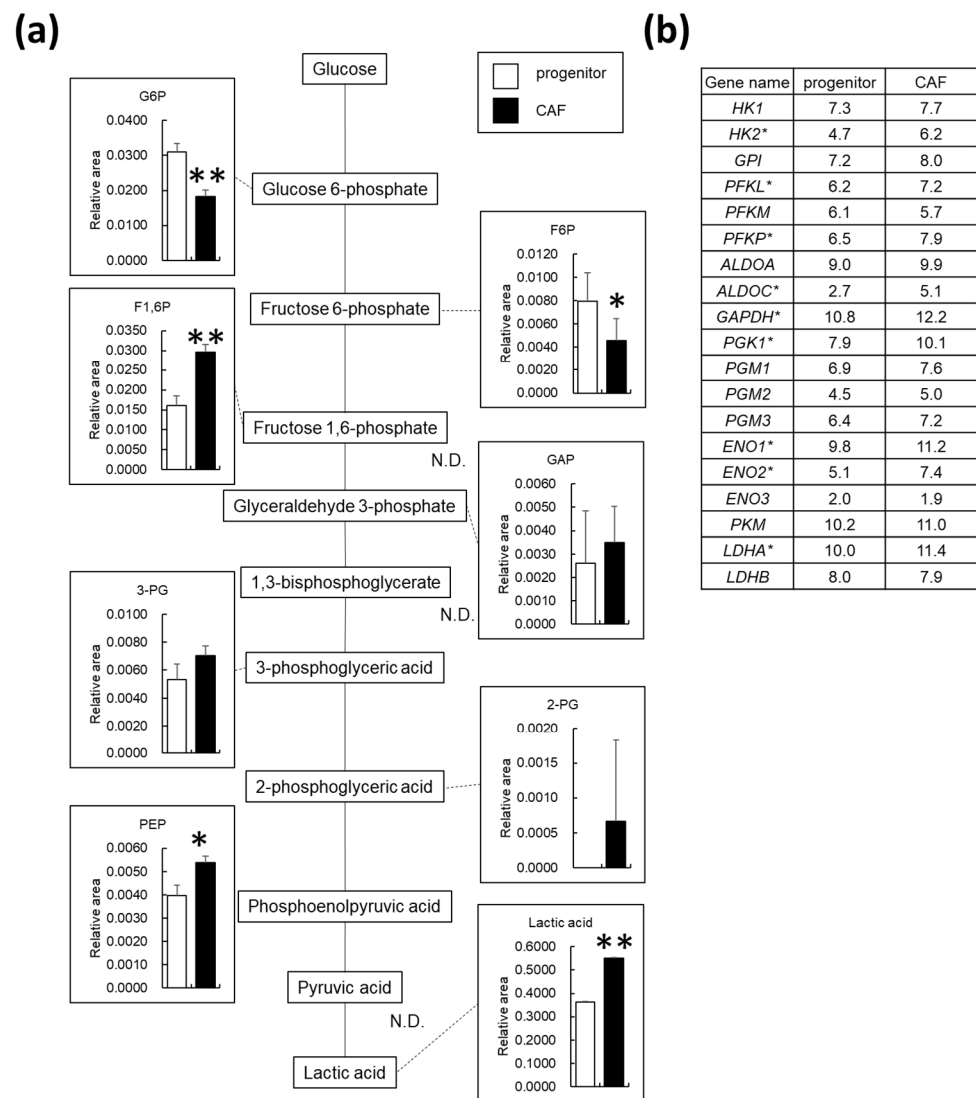 (a)
Glucose
progenitor
CAF
G6P
Relative area
0.0400
0.0300
0.0200
0.0100
0.0000
**
Glucose 6-phosphate
F6P
Relative area
0.0120
0.0100
0.0080
0.0060
0.0040
0.0020
0.0000
*
Fructose 6-phosphate
F1,6P
Relative area
0.0350
0.0300
0.0250
0.0200
0.0150
0.0100
0.0050
0.0000
**
Fructose 1,6-phosphate
N.D.
GAP
Relative area
0.0060
0.0050
0.0040
0.0030
0.0020
0.0010
0.0000
Glyceraldehyde 3-phosphate
1,3-bisphosphoglycerate
N.D.
3-PG
Relative area
0.0100
0.0080
0.0060
0.0040
0.0020
0.0000
3-phosphoglyceric acid
2-PG
Relative area
0.0020
0.0015
0.0010
0.0005
0.0000
2-phosphoglyceric acid
PEP
Relative area
0.0060
0.0050
0.0040
0.0030
0.0020
0.0010
0.0000
*
Phosphoenolpyruvic acid
Pyruvic acid
N.D.
Lactic acid
Relative area
0.6000
0.5000
0.4000
0.3000
0.2000
0.1000
0.0000
**
Lactic acid
(b)
Gene name progenitor CAF
HK1 7.3 7.7
HK2* 4.7 6.2
GPI 7.2 8.0
PFKL* 6.2 7.2
PFKM 6.1 5.7
PFKP* 6.5 7.9
ALDOA 9.0 9.9
ALDOC* 2.7 5.1
GAPDH* 10.8 12.2
PGK1* 7.9 10.1
PGM1 6.9 7.6
PGM2 4.5 5.0
PGM3 6.4 7.2
ENO1* 9.8 11.2
ENO2* 5.1 7.4
ENO3 2.0 1.9
PKM 10.2 11.0
LDHA* 10.0 11.4
LDHB 8.0 7.9